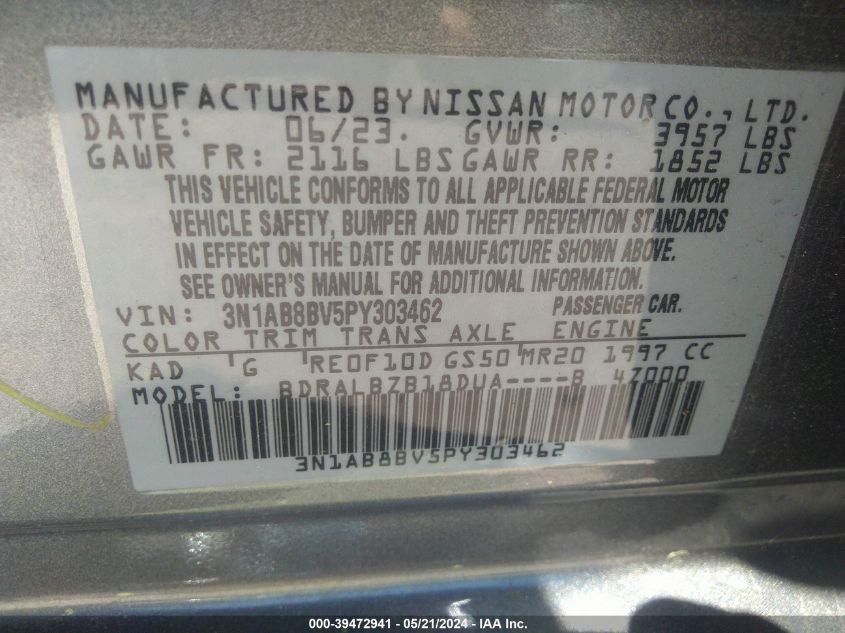 MANUFACTURED BY NISSAN MOTOR CO., LTD.
DATE: 06/23. GVWR: 3957 LBS
GAWR FR: 2116 LBS GAWR RR: 1852 LBS
THIS VEHICLE CONFORMS TO ALL APPLICABLE FEDERAL MOTOR
VEHICLE SAFETY, BUMPER AND THEFT PREVENTION STANDARDS
IN EFFECT ON THE DATE OF MANUFACTURE SHOWN ABOVE.
SEE OWNER'S MANUAL FOR ADDITIONAL INFORMATION.
VIN: 3N1AB8BV5PY303462 PASSENGER CAR.
COLOR TRIM TRANS AXLE ENGINE
KAD G RE0F10D GS50 MR20 1997 CC
MODEL: BDRALBZB18DUA----B 4Z000
3N1AB8BV5PY303462
000-39472941 - 05/21/2024 - IAA Inc.